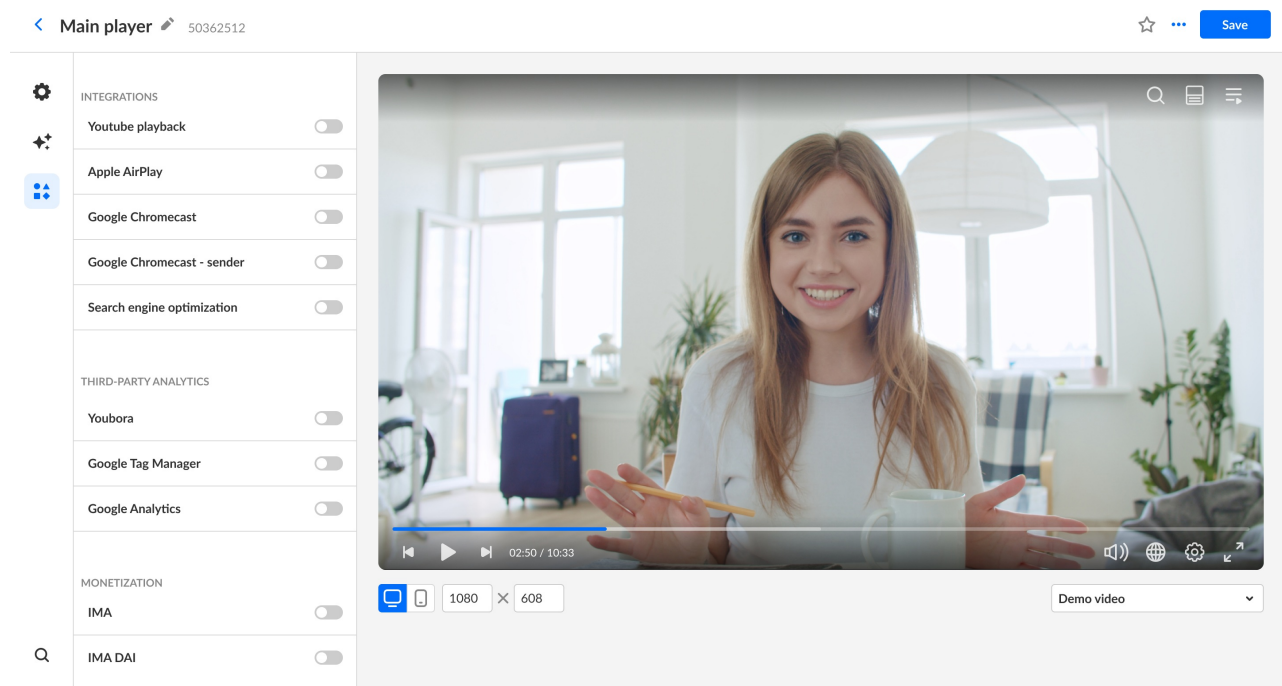 Main player 50362512 Save
INTEGRATIONS
Youtube playback
Apple AirPlay
Google Chromecast
Google Chromecast - sender
Search engine optimization
THIRD-PARTY ANALYTICS
Youbora
Google Tag Manager
Google Analytics
MONETIZATION
IMA
IMA DAI
02:50 / 10:33
1080 608 Demo video